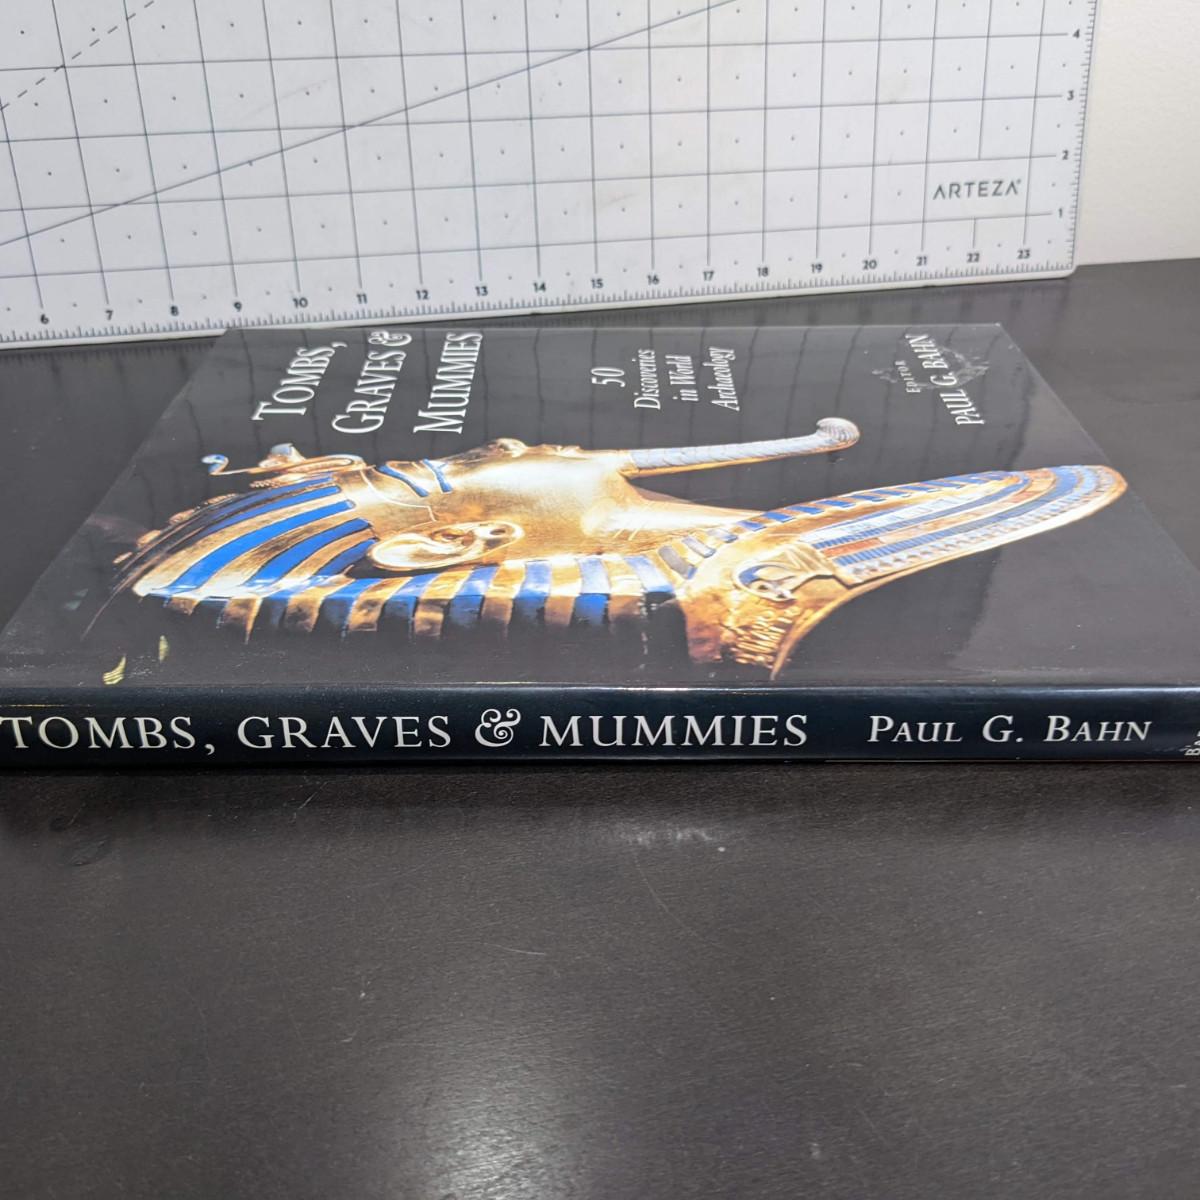 4
3
2
1
ARTEZA
6 7 8 9 10 11 12 13 14 15 16 17 18 19 20 21 22 23
TOMBS,
GRAVES &
MUMMIES
50
Discoveries
in World
Archaeology
EDITOR
PAUL G. BAHN
TOMBS, GRAVES & MUMMIES PAUL G. BAHN